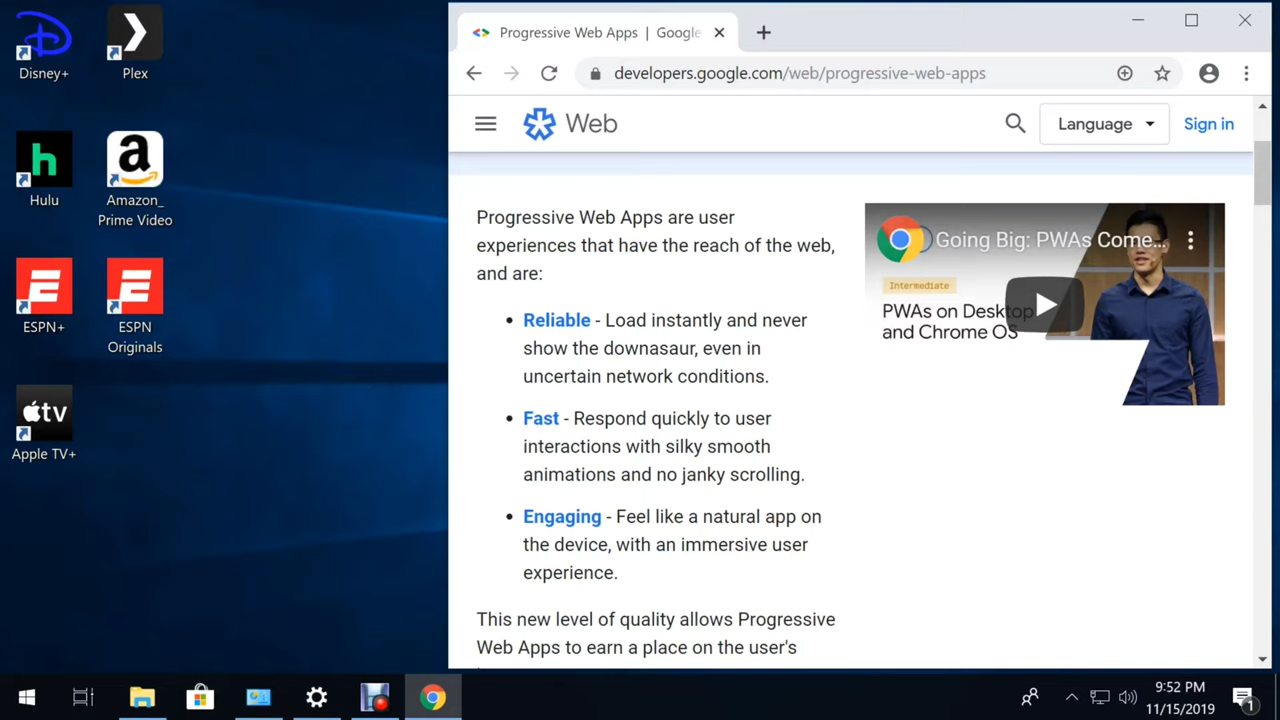 Disney+
Plex
Hulu
Amazon_
Prime Video
ESPN+
ESPN
Originals
tv
Apple TV+
Progressive Web Apps | Google
developers.google.com/web/progressive-web-apps
Web
Language
Sign in
Progressive Web Apps are user
experiences that have the reach of the web,
and are:
• Reliable - Load instantly and never
show the downasaur, even in
uncertain network conditions.
• Fast - Respond quickly to user
interactions with silky smooth
animations and no janky scrolling.
• Engaging - Feel like a natural app on
the device, with an immersive user
experience.
This new level of quality allows Progressive
Web Apps to earn a place on the user's
Going Big: PWAs Come...
Intermediate
PWAs on Desktop
and Chrome OS
9:52 PM
11/15/2019
1